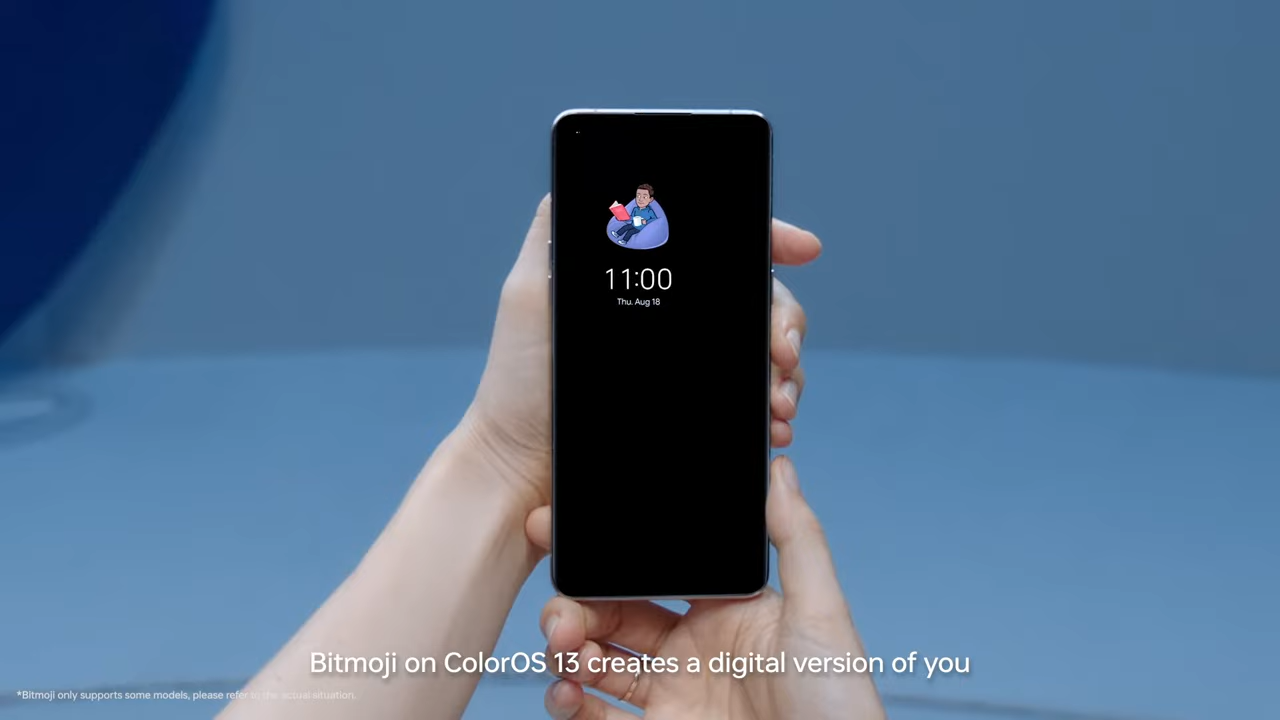 11:00
Thu. Aug 18
Bitmoji on ColorOS 13 creates a digital version of you
*Bitmoji only supports some models, please refer to the actual situation.